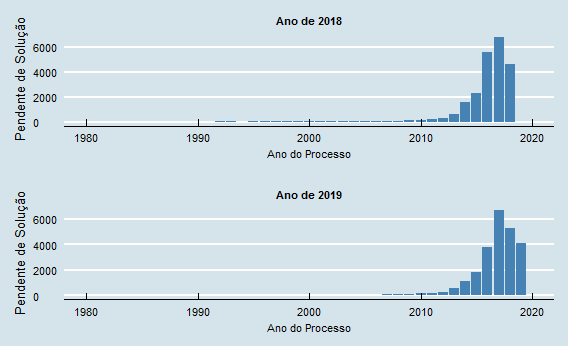 Ano de 2018
Pendente de Solução
6000
4000
2000
0
1980 1990 2000 2010 2020
Ano do Processo
Ano de 2019
Pendente de Solução
6000
4000
2000
0
1980 1990 2000 2010 2020
Ano do Processo